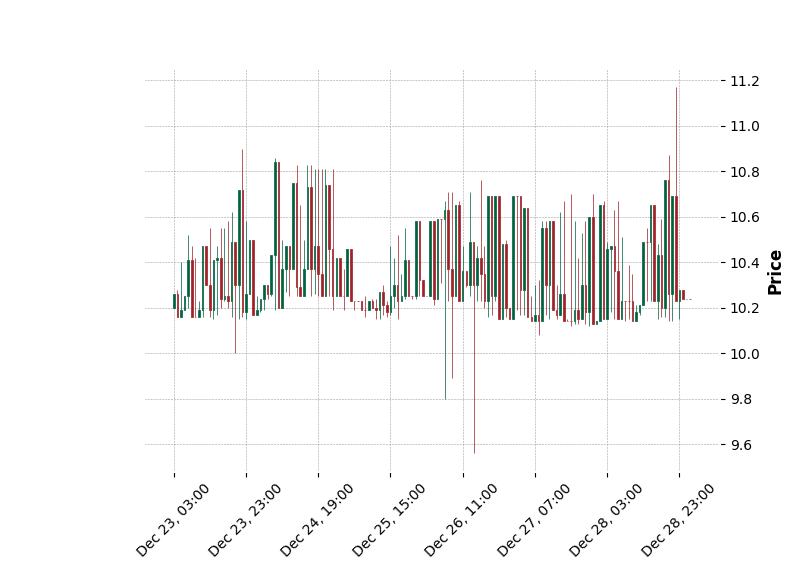 11.2
11.0
10.8
10.6
10.4
10.2
10.0
9.8
9.6
Price
Dec 23, 03:00
Dec 23, 23:00
Dec 24, 19:00
Dec 25, 15:00
Dec 26, 11:00
Dec 27, 07:00
Dec 28, 03:00
Dec 28, 23:00